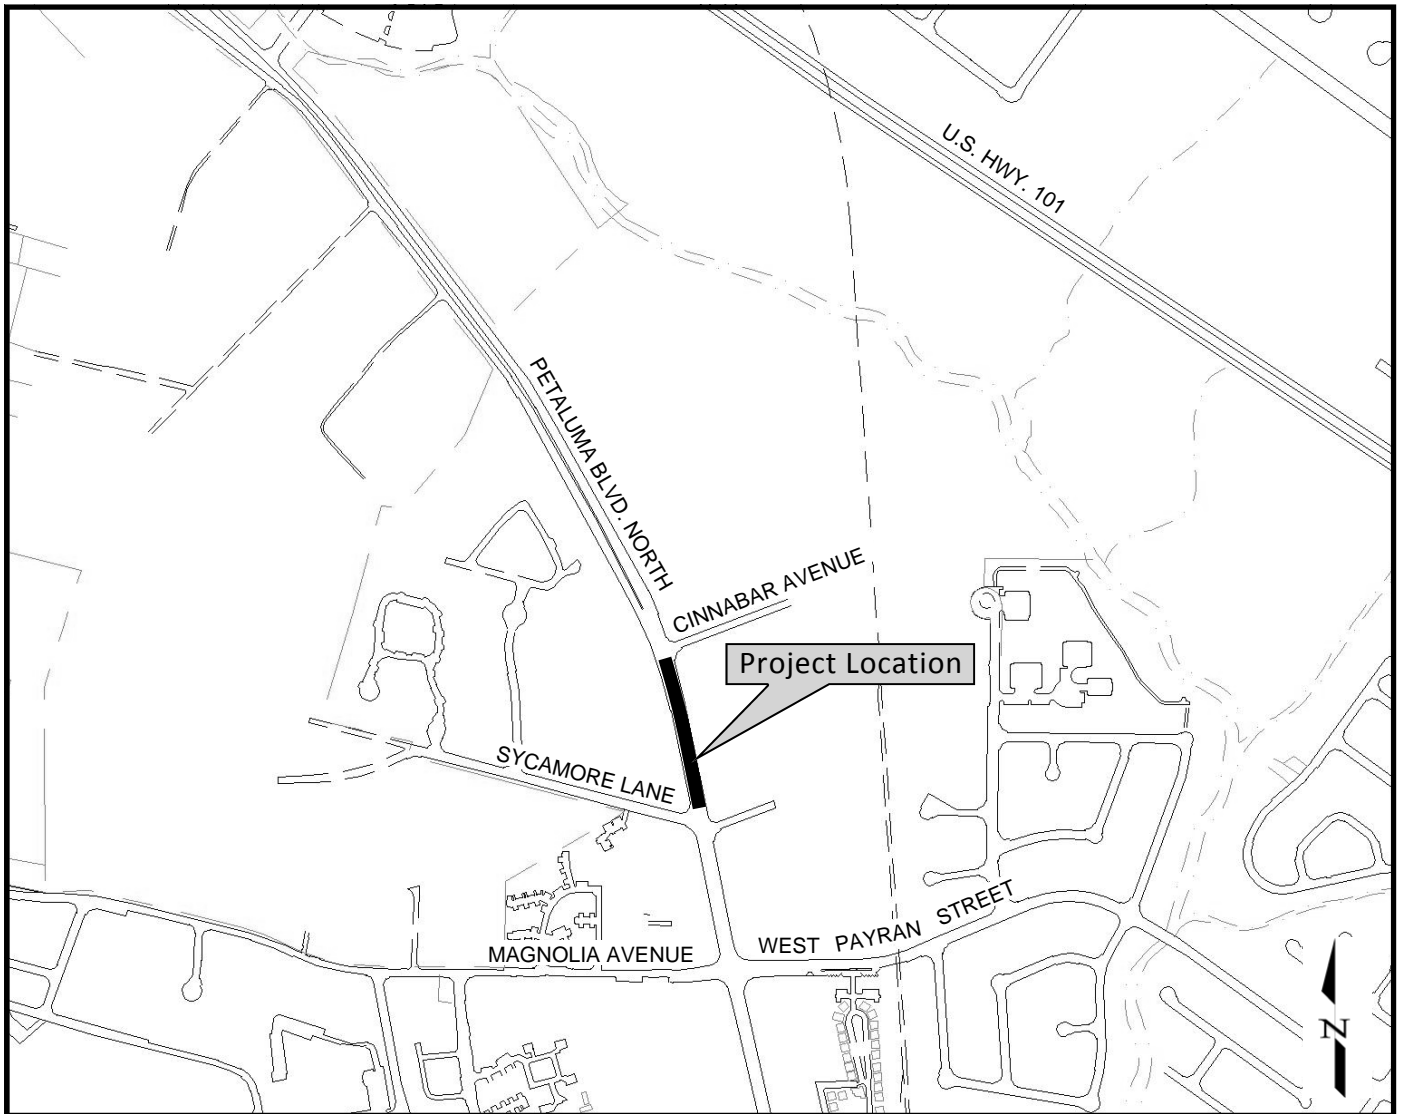 U.S. HWY. 101
PETALUMA BLVD. NORTH
CINNABAR AVENUE
Project Location
SYCAMORE LANE
MAGNOLIA AVENUE
WEST PAYRAN STREET
N